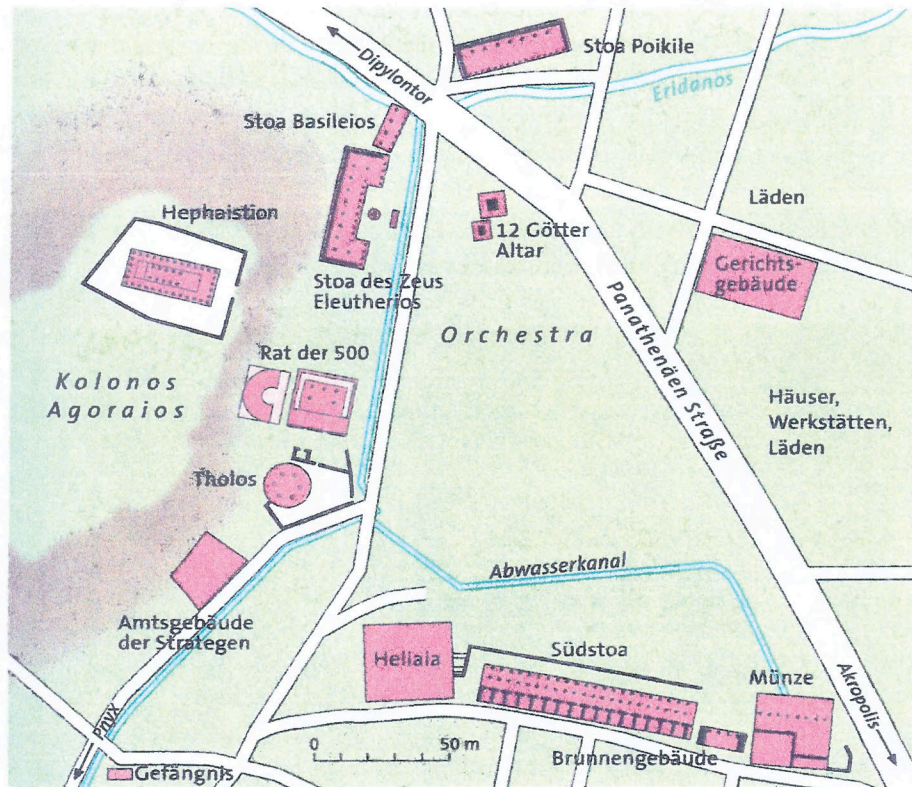 Stoa Poikile
Dipylontor
Eridanos
Stoa Basileios
Läden
Hephaistion
12 Götter
Altar
Gerichts-
gebäude
Stoa des Zeus
Eleutherios
Orchestra
Panathenäen Straße
Rat der 500
Kolonos
Agoraios
Häuser,
Werkstätten,
Läden
Tholos
Abwasserkanal
Amtsgebäude
der Strategen
Heliaia
Südstoa
Münze
Akropolis
Pnyx
0 50 m
Brunnengebäude
Gefängnis